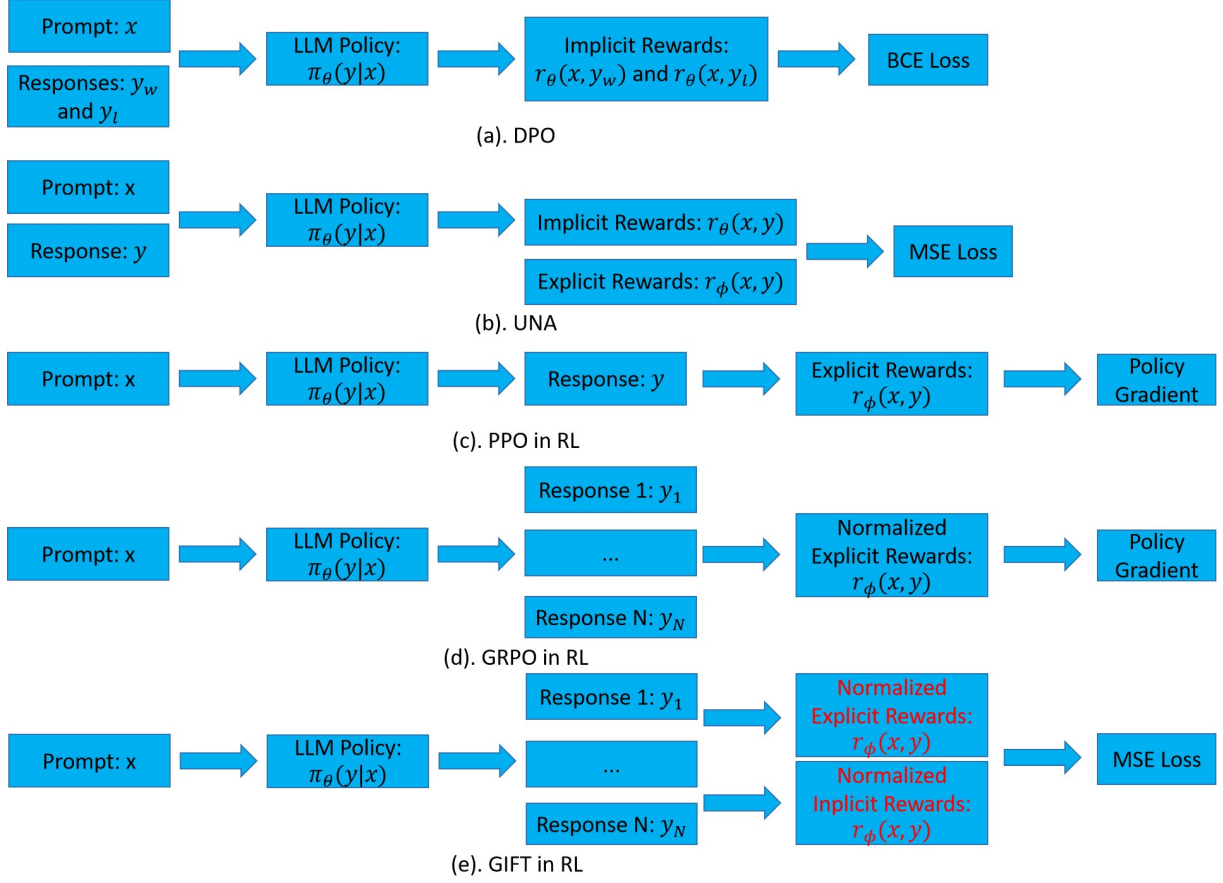 Prompt: x
Responses: y_w
and y_l
LLM Policy:
π_θ(y|x)
Implicit Rewards:
r_θ(x, y_w) and r_θ(x, y_l)
BCE Loss
(a). DPO
Prompt: x
Response: y
LLM Policy:
π_θ(y|x)
Implicit Rewards: r_θ(x, y)
Explicit Rewards: r_ϕ(x, y)
MSE Loss
(b). UNA
Prompt: x
LLM Policy:
π_θ(y|x)
Response: y
Explicit Rewards:
r_ϕ(x, y)
Policy
Gradient
(c). PPO in RL
Prompt: x
LLM Policy:
π_θ(y|x)
Response 1: y_1
...
Response N: y_N
Normalized
Explicit Rewards:
r_ϕ(x, y)
Policy
Gradient
(d). GRPO in RL
Prompt: x
LLM Policy:
π_θ(y|x)
Response 1: y_1
...
Response N: y_N
Normalized
Explicit Rewards:
r_ϕ(x, y)
Normalized
Inplicit Rewards:
r_ϕ(x, y)
MSE Loss
(e). GIFT in RL